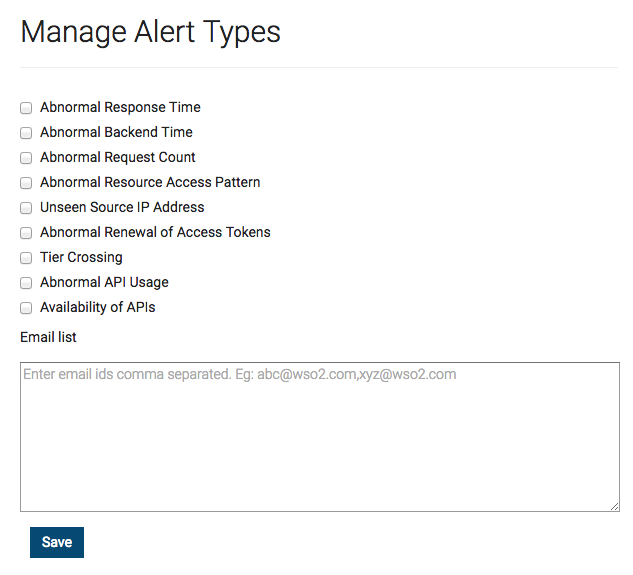 Manage Alert Types
Abnormal Response Time
Abnormal Backend Time
Abnormal Request Count
Abnormal Resource Access Pattern
Unseen Source IP Address
Abnormal Renewal of Access Tokens
Tier Crossing
Abnormal API Usage
Availability of APIs
Email list
Enter email ids comma separated. Eg: abc@wso2.com,xyz@wso2.com
Save